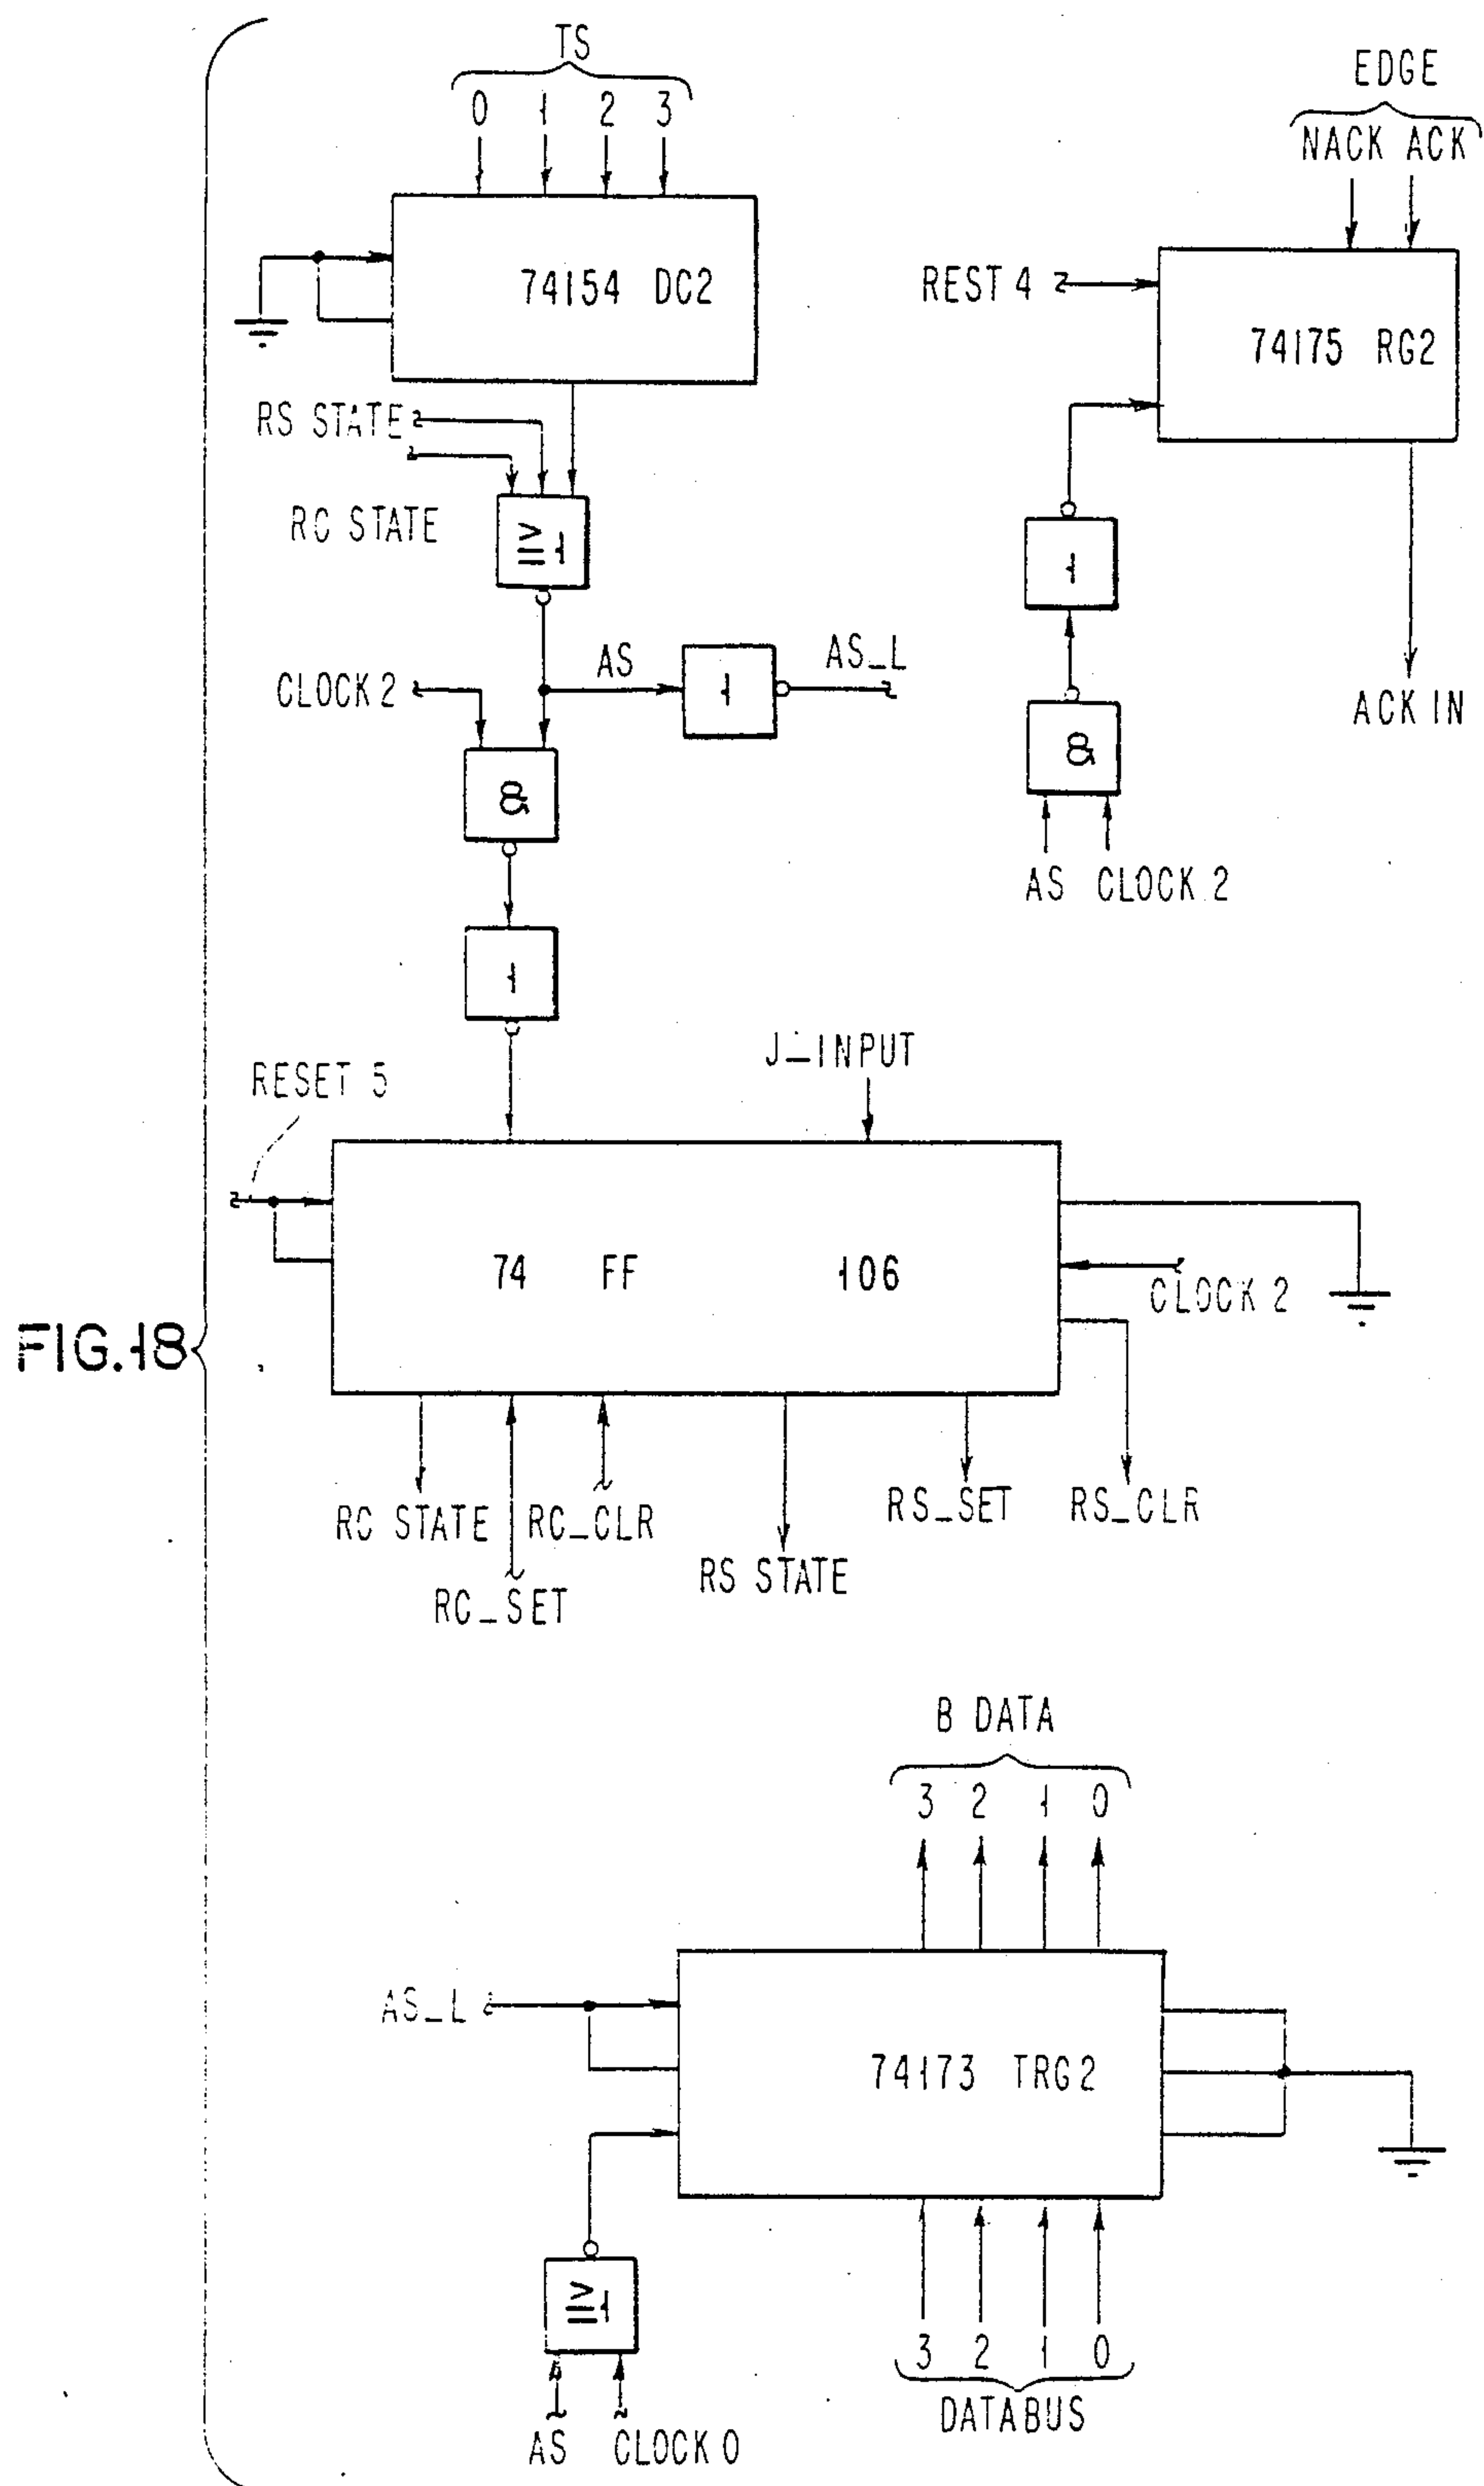 TS
0 1 2 3
74154 DC2
RS STATE
RC STATE
≥1
AS
1
AS_L
CLOCK 2
&
1
EDGE
NACK ACK
REST 4
74175 RG2
1
&
AS CLOCK 2
ACK IN
RESET 5
J_INPUT
74 FF 106
CLOCK 2
RC STATE
RC_SET
RC_CLR
RS STATE
RS_SET
RS_CLR
FIG.18
B DATA
3 2 1 0
AS_L
74173 TRG2
≥1
AS CLOCK 0
3 2 1 0
DATABUS